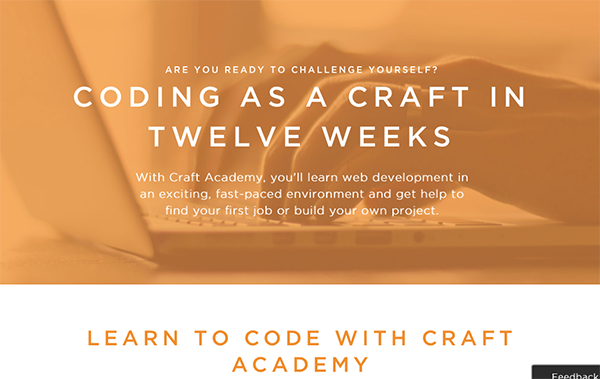 ARE YOU READY TO CHALLENGE YOURSELF?
CODING AS A CRAFT IN
TWELVE WEEKS
With Craft Academy, you'll learn web development in
an exciting, fast-paced environment and get help to
find your first job or build your own project.
LEARN TO CODE WITH CRAFT
ACADEMY
Feedback